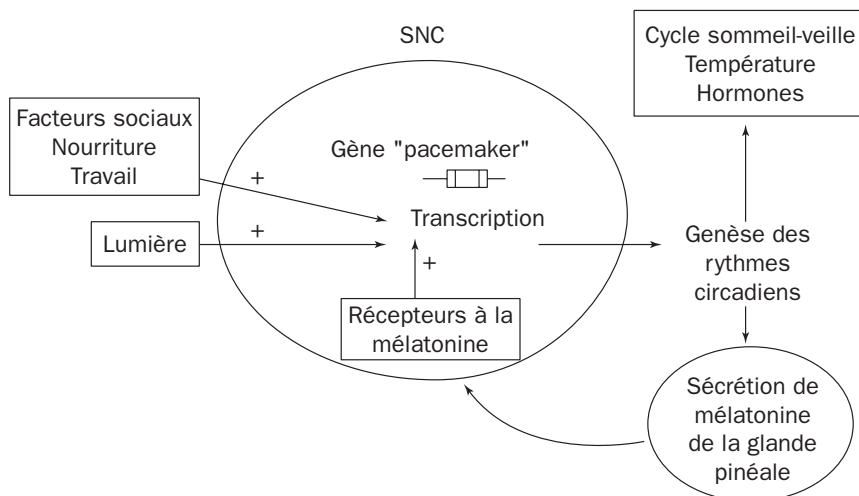 SNC
Cycle sommeil-veille
Température
Hormones
Facteurs sociaux
Nourriture
Travail
+
Gène "pacemaker"
Transcription
Lumière
+
+
Récepteurs à la
mélatonine
Genèse des
rythmes
circadiens
Sécrétion de
mélatonine
de la glande
pinéale